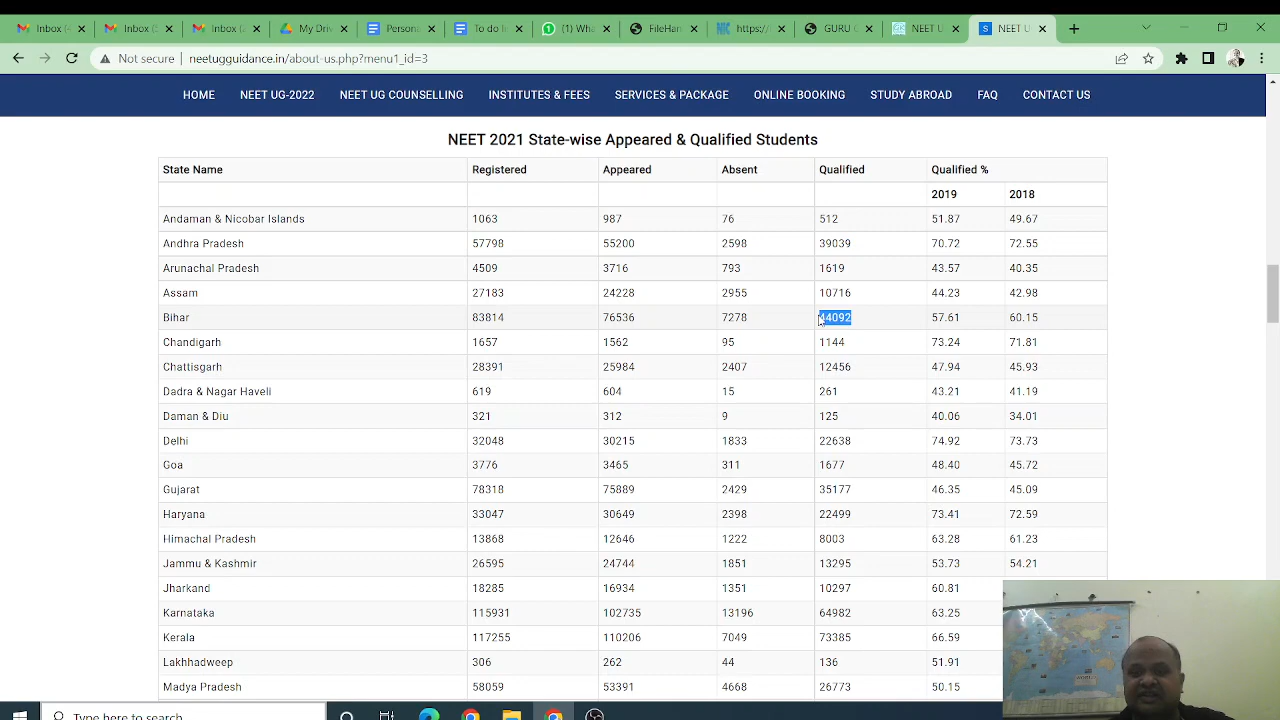 Inbox (
Inbox (
Inbox (
My Driv
Persona
To do li
(1) Wha
FileHan
https://
GURU G
NEET U
NEET U
Not secure | neetugguidance.in/about-us.php?menu1_id=3
HOME NEET UG-2022 NEET UG COUNSELLING INSTITUTES & FEES SERVICES & PACKAGE ONLINE BOOKING STUDY ABROAD FAQ CONTACT US
NEET 2021 State-wise Appeared & Qualified Students
State Name Registered Appeared Absent Qualified Qualified %
2019 2018
Andaman & Nicobar Islands 1063 987 76 512 51.87 49.67
Andhra Pradesh 57798 55200 2598 39039 70.72 72.55
Arunachal Pradesh 4509 3716 793 1619 43.57 40.35
Assam 27183 24228 2955 10716 44.23 42.98
Bihar 83814 76536 7278 44092 57.61 60.15
Chandigarh 1657 1562 95 1144 73.24 71.81
Chattisgarh 28391 25984 2407 12456 47.94 45.93
Dadra & Nagar Haveli 619 604 15 261 43.21 41.19
Daman & Diu 321 312 9 125 40.06 34.01
Delhi 32048 30215 1833 22638 74.92 73.73
Goa 3776 3465 311 1677 48.40 45.72
Gujarat 78318 75889 2429 35177 46.35 45.09
Haryana 33047 30649 2398 22499 73.41 72.59
Himachal Pradesh 13868 12646 1222 8003 63.28 61.23
Jammu & Kashmir 26595 24744 1851 13295 53.73 54.21
Jharkand 18285 16934 1351 10297 60.81
Karnataka 115931 102735 13196 64982 63.25
Kerala 117255 110206 7049 73385 66.59
Lakhadweep 306 262 44 136 51.91
Madya Pradesh 58059 53391 4668 26773 50.15
Type here to search